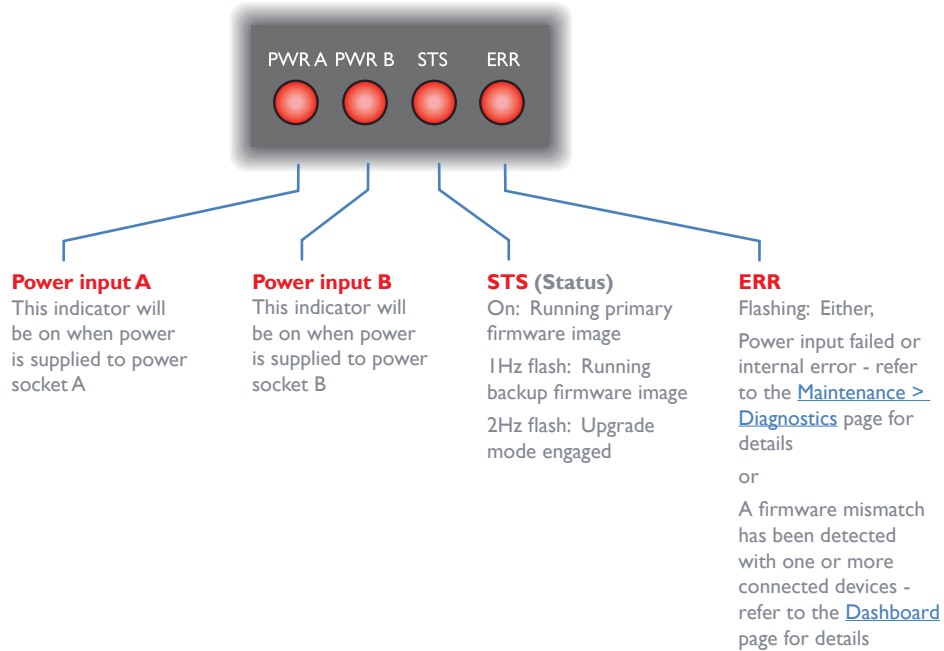 PWR A PWR B STS ERR
Power input A
This indicator will
be on when power
is supplied to power
socket A
Power input B
This indicator will
be on when power
is supplied to power
socket B
STS (Status)
On: Running primary
firmware image
1Hz flash: Running
backup firmware image
2Hz flash: Upgrade
mode engaged
ERR
Flashing: Either,
Power input failed or
internal error - refer
to the Maintenance >
Diagnostics page for
details
or
A firmware mismatch
has been detected
with one or more
connected devices -
refer to the Dashboard
page for details